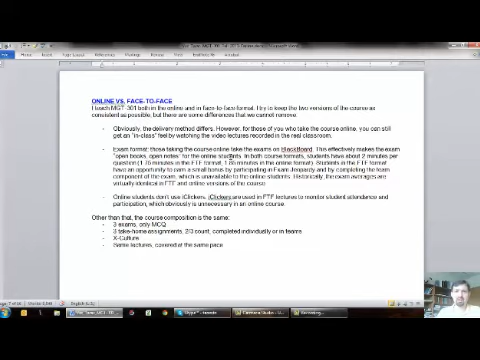 ONLINE VS. FACE-TO-FACE
I teach MGT-301 both in the online and in face-to-face format. I try to keep the two versions of the course as
consistent as possible, but there are some differences that we cannot remove.
- Obviously, the delivery method differs. However, for those of you who take the course online, you can still
get an "in-class" feel by watching the video lectures recorded in the real classroom.
- Exam format: those taking the course online take the exams on BlackBoard. This effectively makes the exam
"open books, open notes" for the online students. In both course formats, students have about 2 minutes per
question in the FTF format, in the online formats). Students in the FTF format
have an opportunity to earn a small bonus by participating in Exam Jeopardy and by completing the team
component of the exam, which is unavailable to the online students. Historically, the exam averages are
virtually identical in FTF and online versions of the course
- Online students don't use iClickers. iClickers are used in FTF lectures to monitor student attendance and
participation, which obviously is unnecessary in an online course.
Other than that, the course composition is the same:
- 3 exams, only MCQ
- 3 take-home assignments, 2/3 count, completed individually or in teams
- X-Culture
- Same lectures, covered at the same pace